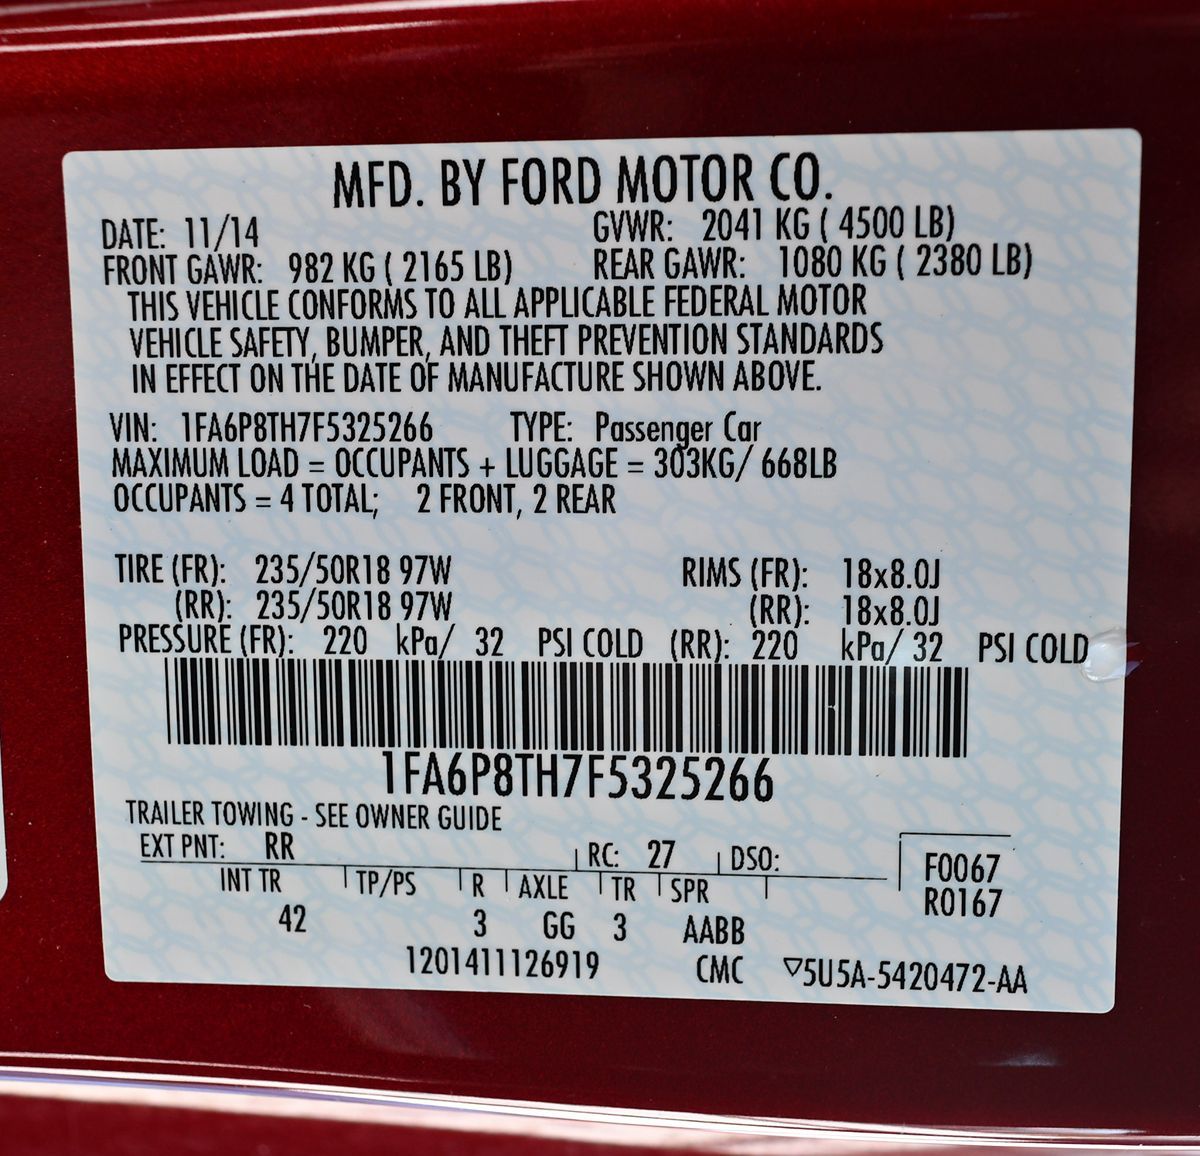 MFD. BY FORD MOTOR CO.
DATE: 11/14 GVWR: 2041 KG ( 4500 LB)
FRONT GAWR: 982 KG ( 2165 LB) REAR GAWR: 1080 KG ( 2380 LB)
THIS VEHICLE CONFORMS TO ALL APPLICABLE FEDERAL MOTOR
VEHICLE SAFETY, BUMPER, AND THEFT PREVENTION STANDARDS
IN EFFECT ON THE DATE OF MANUFACTURE SHOWN ABOVE.
VIN: 1FA6P8TH7F5325266 TYPE: Passenger Car
MAXIMUM LOAD = OCCUPANTS + LUGGAGE = 303KG/ 668LB
OCCUPANTS = 4 TOTAL; 2 FRONT, 2 REAR
TIRE (FR): 235/50R18 97W RIMS (FR): 18x8.0J
(RR): 235/50R18 97W (RR): 18x8.0J
PRESSURE (FR): 220 kPa/ 32 PSI COLD (RR): 220 kPa/ 32 PSI COLD
1FA6P8TH7F5325266
TRAILER TOWING - SEE OWNER GUIDE
EXT PNT: RR RC: 27 DSO: F0067
INT TR TP/PS R AXLE TR SPR R0167
42 3 GG 3 AABB
1201411126919 CMC ▽5U5A-5420472-AA